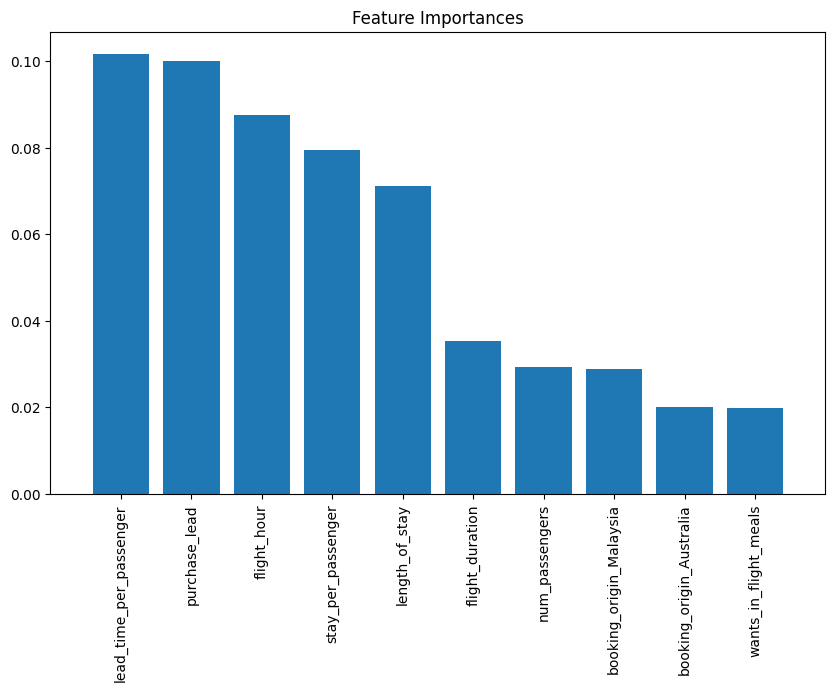 Feature Importances
0.10
0.08
0.06
0.04
0.02
0.00
lead_time_per_passenger
purchase_lead
flight_hour
stay_per_passenger
length_of_stay
flight_duration
num_passengers
booking_origin_Malaysia
booking_origin_Australia
wants_in_flight_meals